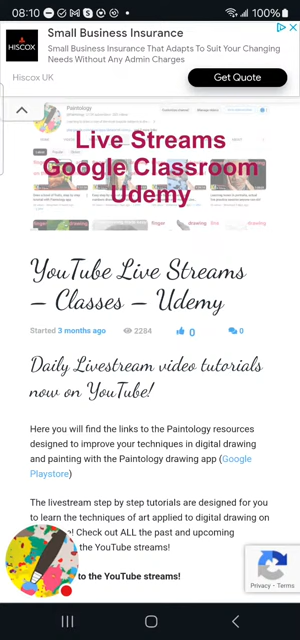 08:10
100%
HISCOX
Small Business Insurance
Small Business Insurance That Adapts To Suit Your Changing
Needs Without Any Admin Charges
Hiscox UK
Get Quote
Paintology
Live Streams
Google Classroom
Udemy
YouTube Live Streams
– Classes – Udemy
Started 3 months ago
2284
0
0
Daily Livestream video tutorials
now on YouTube!
Here you will find the links to the Paintology resources
designed to improve your techniques in digital drawing
and painting with the Paintology drawing app (Google
Playstore)
The livestream step by step tutorials are designed for you
to learn the techniques of art applied to digital drawing on
! Check out ALL the past and upcoming
the YouTube streams!
to the YouTube streams!
Privacy - Terms